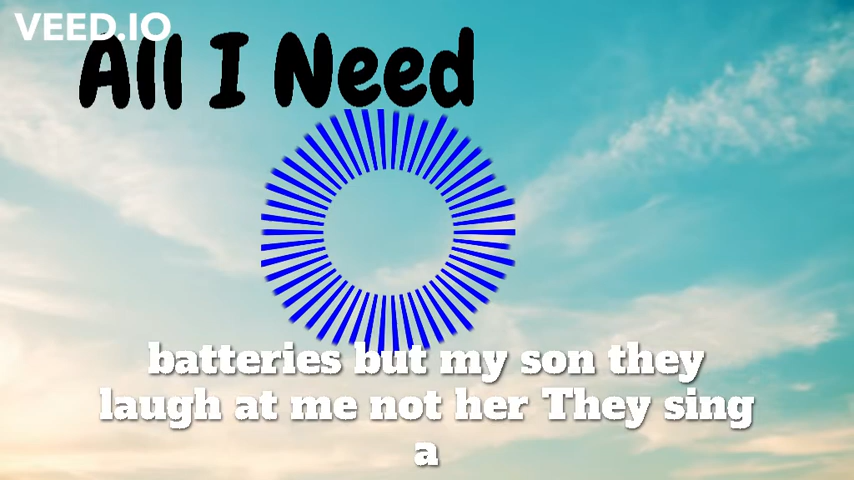 VEED.IO
All I Need
batteries but my son they
laugh at me not her They sing
a